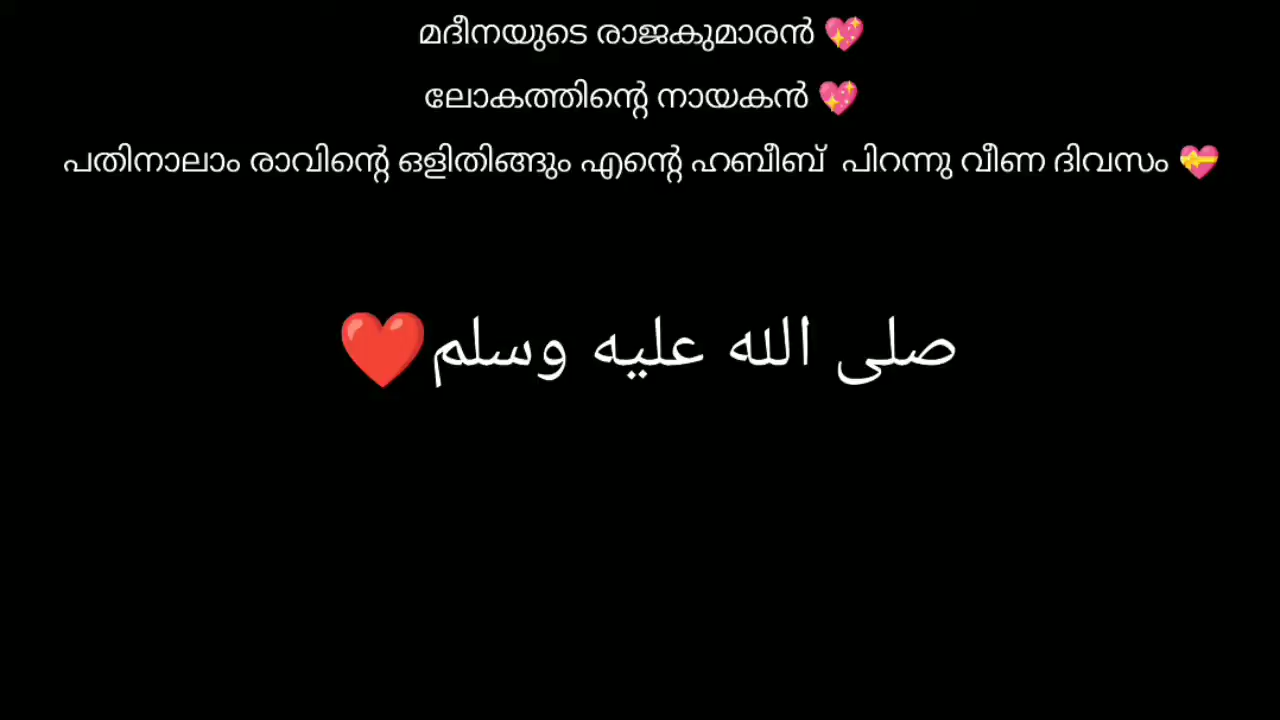 മദീനയുടെ രാജകുമാരൻ 💖
ലോകത്തിന്റെ നായകൻ 💖
പതിനാലാം രാവിന്റെ ഒളിതിങ്ങും എന്റെ ഹബീബ്  പിറന്നു വീണ ദിവസം 💝
صلى الله عليه وسلم❤️